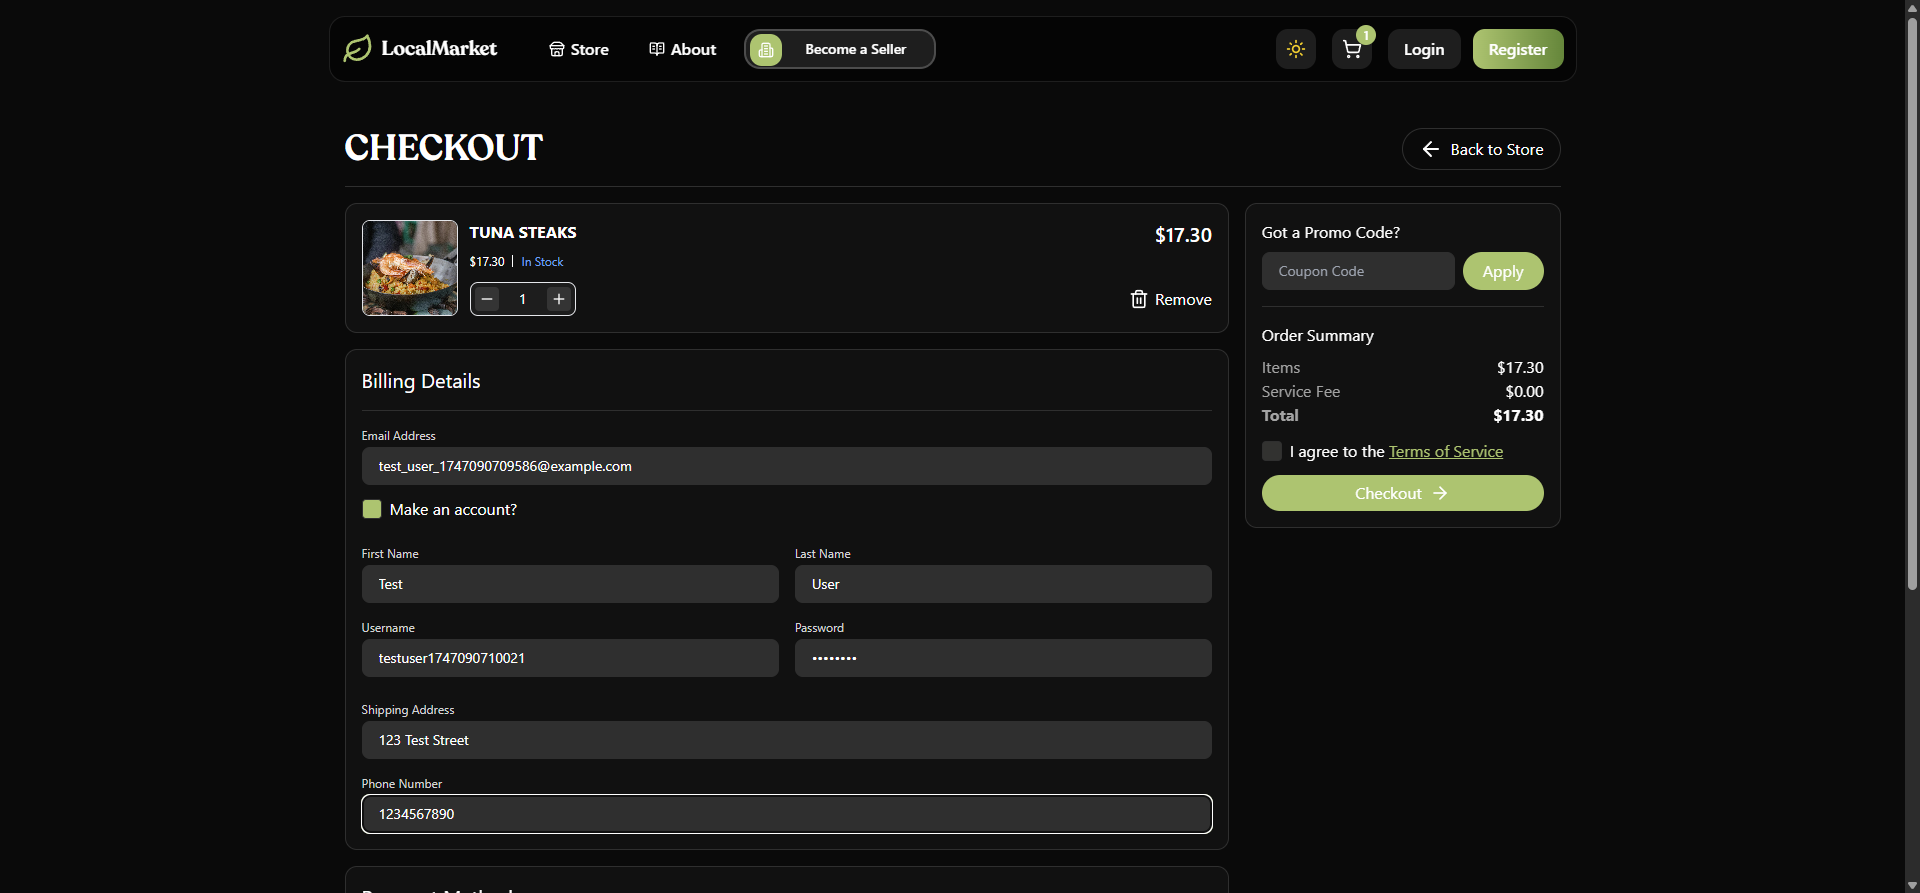 LocalMarket
Store
About
Become a Seller
1
Login
Register
CHECKOUT
Back to Store
TUNA STEAKS
$17.30
$17.30 | In Stock
1
Remove
Got a Promo Code?
Coupon Code
Apply
Order Summary
Items $17.30
Service Fee $0.00
Total $17.30
I agree to the Terms of Service
Checkout
Billing Details
Email Address
test_user_1747090709586@example.com
Make an account?
First Name
Test
Last Name
User
Username
testuser1747090710021
Password
••••••••
Shipping Address
123 Test Street
Phone Number
1234567890